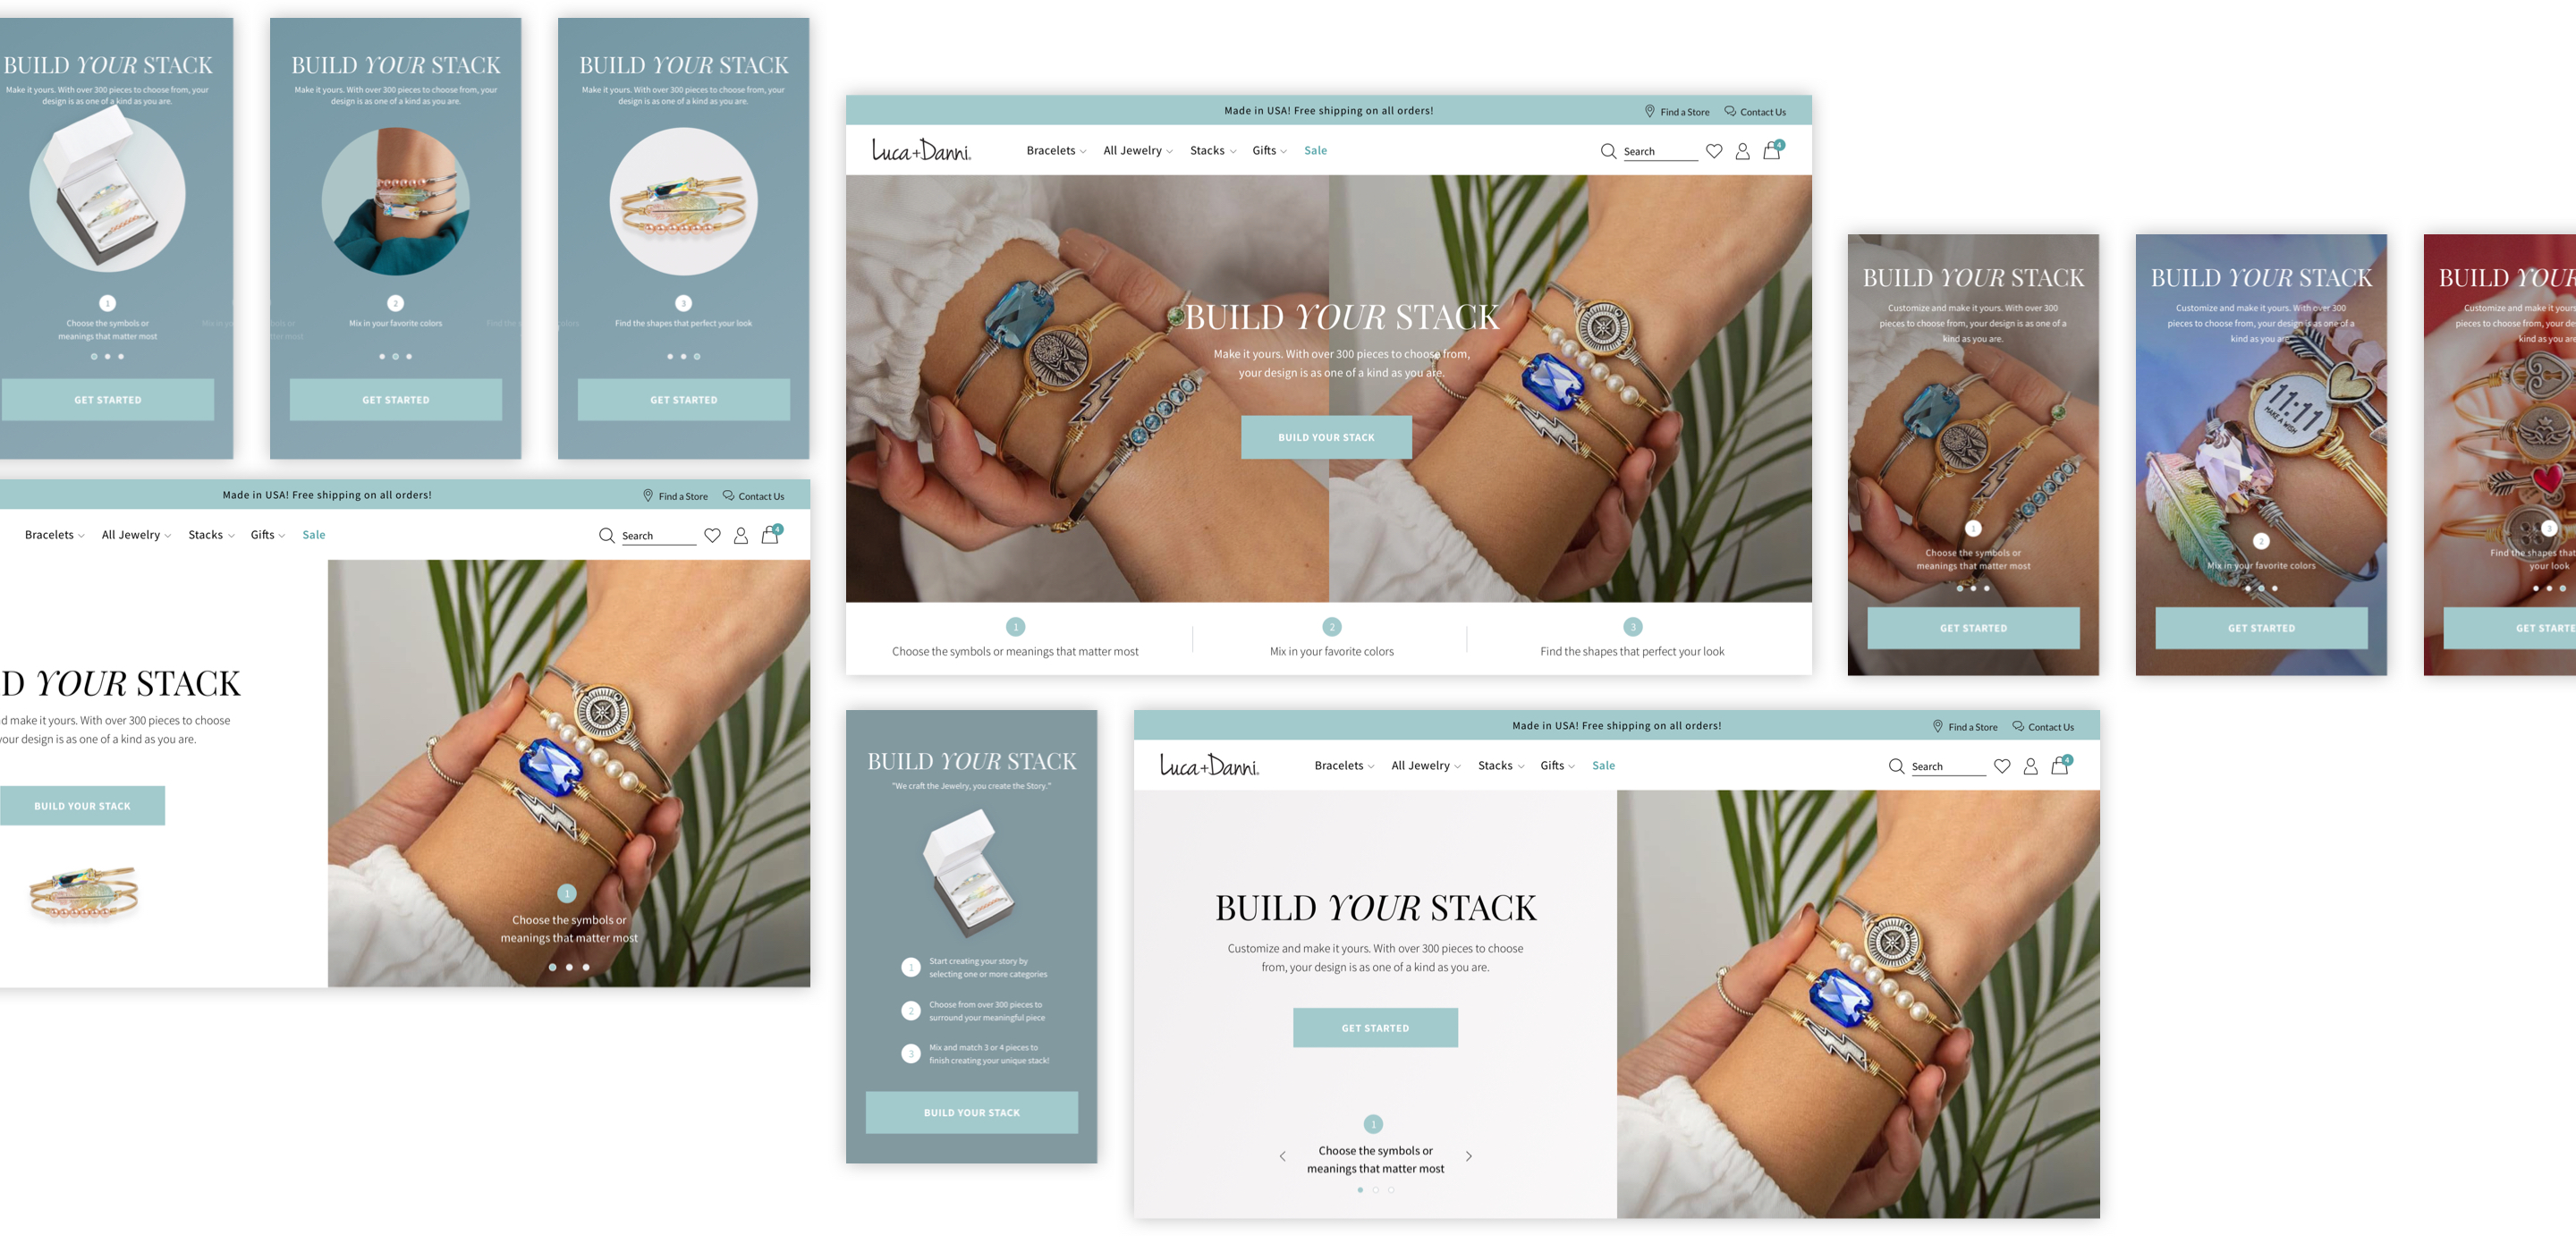 BUILD YOUR STACK
Make it yours. With over 300 pieces to choose from, your
design is as one of a kind as you are.
1
Choose the symbols or
meanings that matter most
GET STARTED
BUILD YOUR STACK
Make it yours. With over 300 pieces to choose from, your
design is as one of a kind as you are.
2
Mix in your favorite colors
GET STARTED
BUILD YOUR STACK
Make it yours. With over 300 pieces to choose from, your
design is as one of a kind as you are.
3
Find the shapes that perfect your look
GET STARTED
Made in USA! Free shipping on all orders!
Find a Store
Contact Us
Luca+Danni
Bracelets
All Jewelry
Stacks
Gifts
Sale
Search
4
BUILD YOUR STACK
Make it yours. With over 300 pieces to choose from,
your design is as one of a kind as you are.
BUILD YOUR STACK
1
Choose the symbols or meanings that matter most
2
Mix in your favorite colors
3
Find the shapes that perfect your look
BUILD YOUR STACK
Customize and make it yours. With over 300
pieces to choose from, your design is as one of a
kind as you are.
1
Choose the symbols or
meanings that matter most
GET STARTED
BUILD YOUR STACK
Customize and make it yours. With over 300
pieces to choose from, your design is as one of a
kind as you are.
11:11
MAKE A WISH
2
Mix in your favorite colors
GET STARTED
BUILD YOUR
Customize and make it yours
pieces to choose from, your de
kind as you are
3
Find the shapes that
your look
GET STARTE
Made in USA! Free shipping on all orders!
Find a Store
Contact Us
Bracelets
All Jewelry
Stacks
Gifts
Sale
Search
4
D YOUR STACK
d make it yours. With over 300 pieces to choose
your design is as one of a kind as you are.
BUILD YOUR STACK
1
Choose the symbols or
meanings that matter most
BUILD YOUR STACK
"We craft the Jewelry, you create the Story."
1
Start creating your story by
selecting one or more categories
2
Choose from over 300 pieces to
surround your meaningful piece
3
Mix and match 3 or 4 pieces to
finish creating your unique stack!
BUILD YOUR STACK
Made in USA! Free shipping on all orders!
Find a Store
Contact Us
Luca+Danni
Bracelets
All Jewelry
Stacks
Gifts
Sale
Search
4
BUILD YOUR STACK
Customize and make it yours. With over 300 pieces to choose
from, your design is as one of a kind as you are.
GET STARTED
1
Choose the symbols or
meanings that matter most